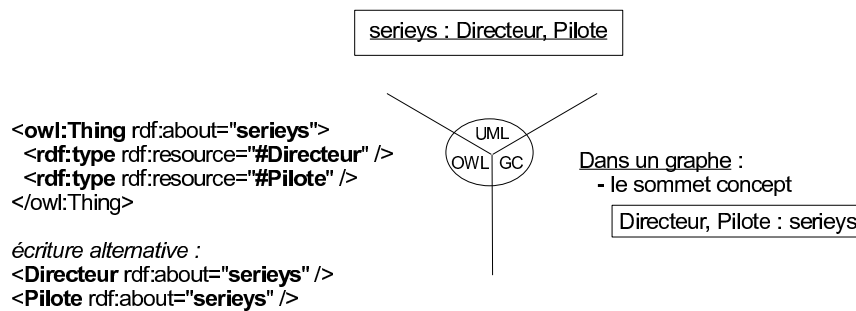 serieys : Directeur, Pilote
<owl:Thing rdf:about="serieys">
<rdf:type rdf:resource="#Directeur" />
<rdf:type rdf:resource="#Pilote" />
</owl:Thing>
écriture alternative :
<Directeur rdf:about="serieys" />
<Pilote rdf:about="serieys" />
UML
OWL
GC
Dans un graphe :
- le sommet concept
Directeur, Pilote : serieys